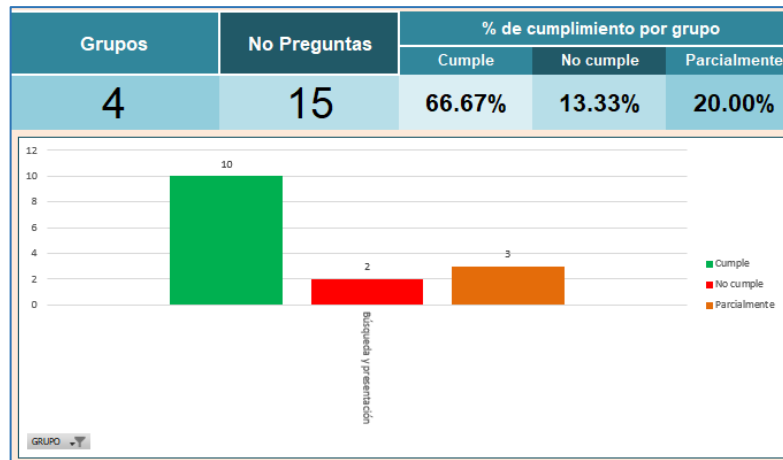 Grupos
No Preguntas
% de cumplimiento por grupo
Cumple
No cumple
Parcialmente
4
15
66.67%
13.33%
20.00%
12
10
8
6
4
2
0
10
2
3
Búsqueda y presentación
Cumple
No cumple
Parcialmente
GRUPO